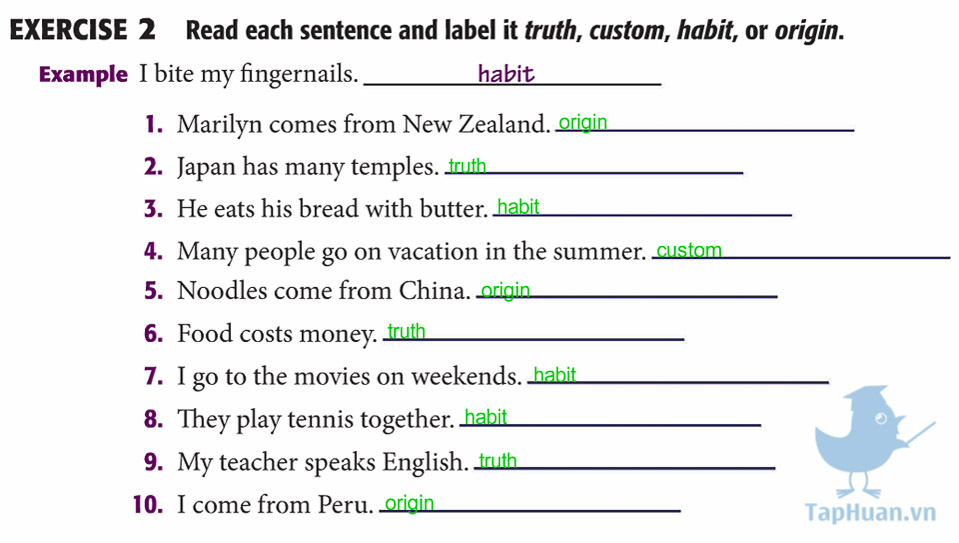 EXERCISE 2 Read each sentence and label it truth, custom, habit, or origin.
Example I bite my fingernails. habit
1. Marilyn comes from New Zealand. origin
2. Japan has many temples. truth
3. He eats his bread with butter. habit
4. Many people go on vacation in the summer. custom
5. Noodles come from China. origin
6. Food costs money. truth
7. I go to the movies on weekends. habit
8. They play tennis together. habit
9. My teacher speaks English. truth
10. I come from Peru. origin
TapHuan.vn